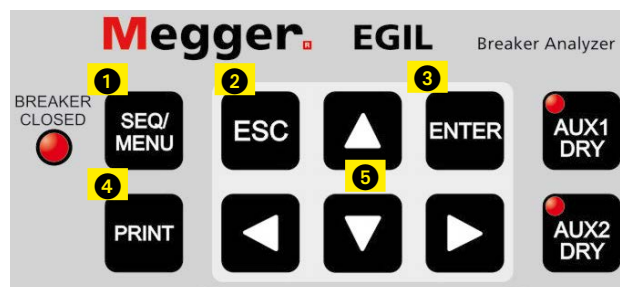 Megger® EGIL Breaker Analyzer
1 2 3
BREAKER
CLOSED
SEQ/
MENU
ESC
ENTER
AUX1
DRY
4 5
PRINT
AUX2
DRY